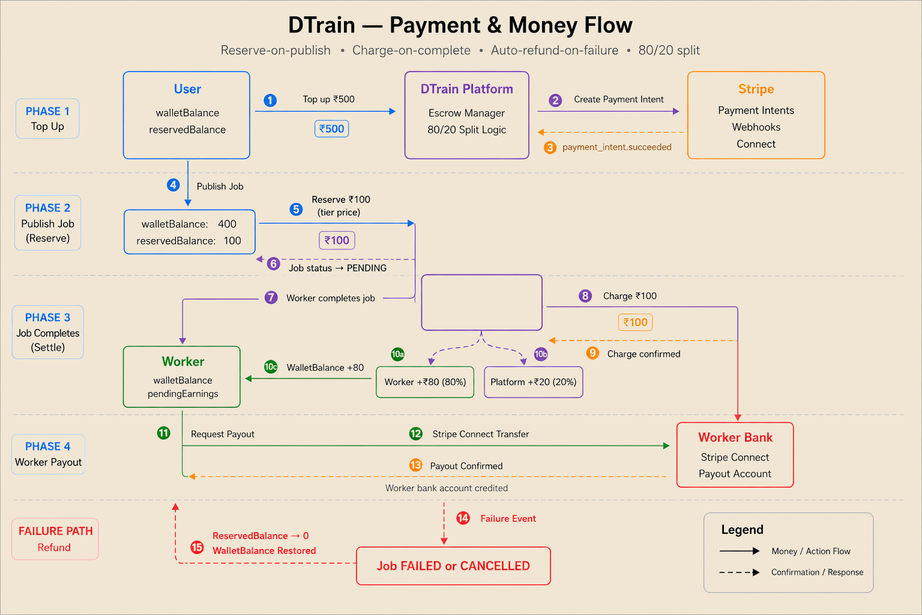 DTrain — Payment & Money Flow
Reserve-on-publish • Charge-on-complete • Auto-refund-on-failure • 80/20 split
PHASE 1
Top Up
User
walletBalance
reservedBalance
1
Top up ₹500
₹500
DTrain Platform
Escrow Manager
80/20 Split Logic
2
Create Payment Intent
3
payment_intent.succeeded
Stripe
Payment Intents
Webhooks
Connect
4
Publish Job
PHASE 2
Publish Job
(Reserve)
walletBalance: 400
reservedBalance: 100
5
Reserve ₹100
(tier price)
₹100
6
Job status → PENDING
PHASE 3
Job Completes
(Settle)
7
Worker completes job
8
Charge ₹100
₹100
9
Charge confirmed
Worker
walletBalance
pendingEarnings
10c
WalletBalance +80
10a
Worker +₹80 (80%)
10b
Platform +₹20 (20%)
PHASE 4
Worker Payout
11
Request Payout
12
Stripe Connect Transfer
13
Payout Confirmed
Worker bank account credited
Worker Bank
Stripe Connect
Payout Account
FAILURE PATH
Refund
15
ReservedBalance → 0
WalletBalance Restored
14
Failure Event
Job FAILED or CANCELLED
Legend
Money / Action Flow
Confirmation / Response